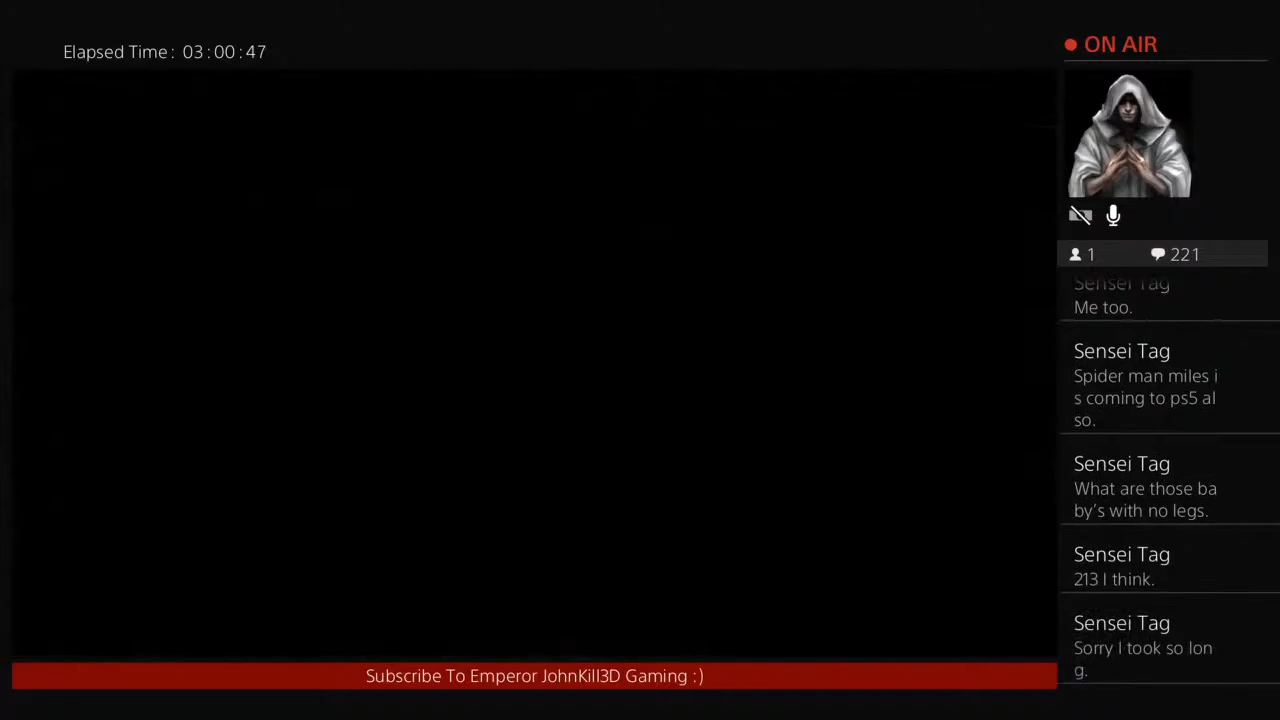 Elapsed Time: 03:00:47
ON AIR
1 221
Sensei Tag
Me too.
Sensei Tag
Spider man miles i
s coming to ps5 al
so.
Sensei Tag
What are those ba
by's with no legs.
Sensei Tag
213 I think.
Sensei Tag
Sorry I took so lon
g.
Subscribe To Emperor JohnKill3D Gaming :)